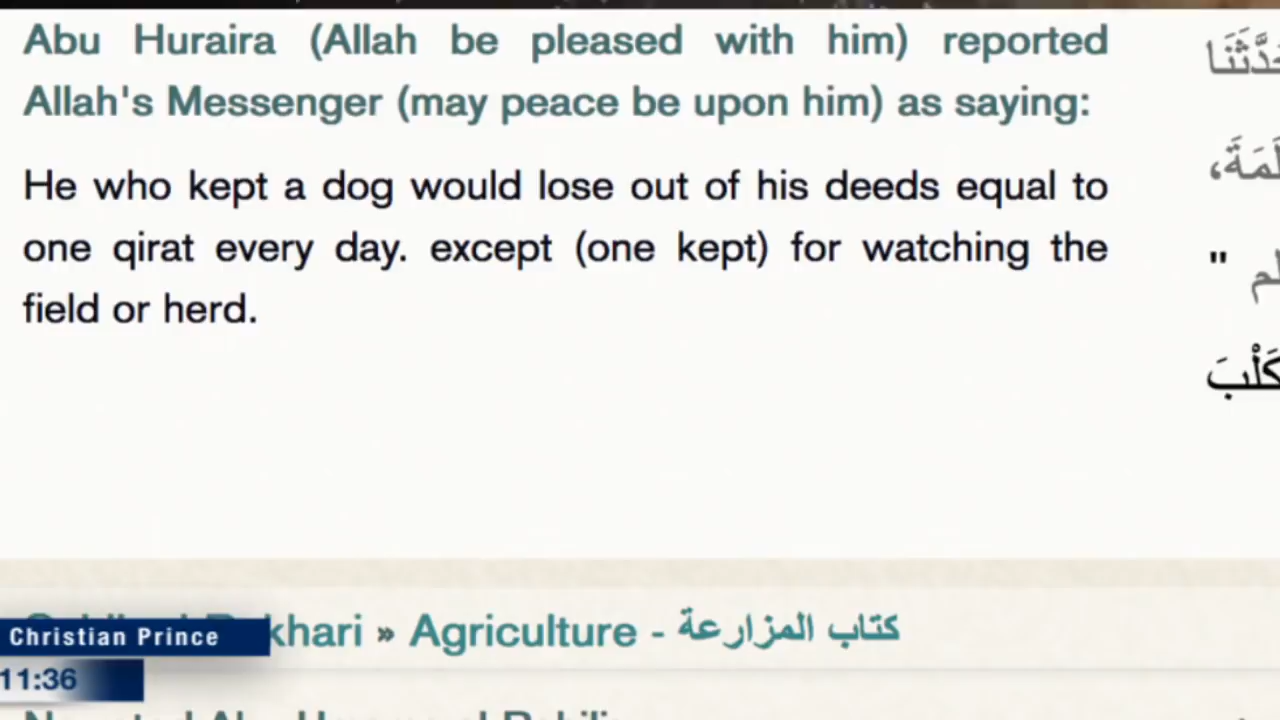 Abu Huraira (Allah be pleased with him) reported
Allah's Messenger (may peace be upon him) as saying:
He who kept a dog would lose out of his deeds equal to
one qirat every day. except (one kept) for watching the
field or herd.
"
كَلْبَ
khari » Agriculture - كتاب المزارعة
Christian Prince
11:36